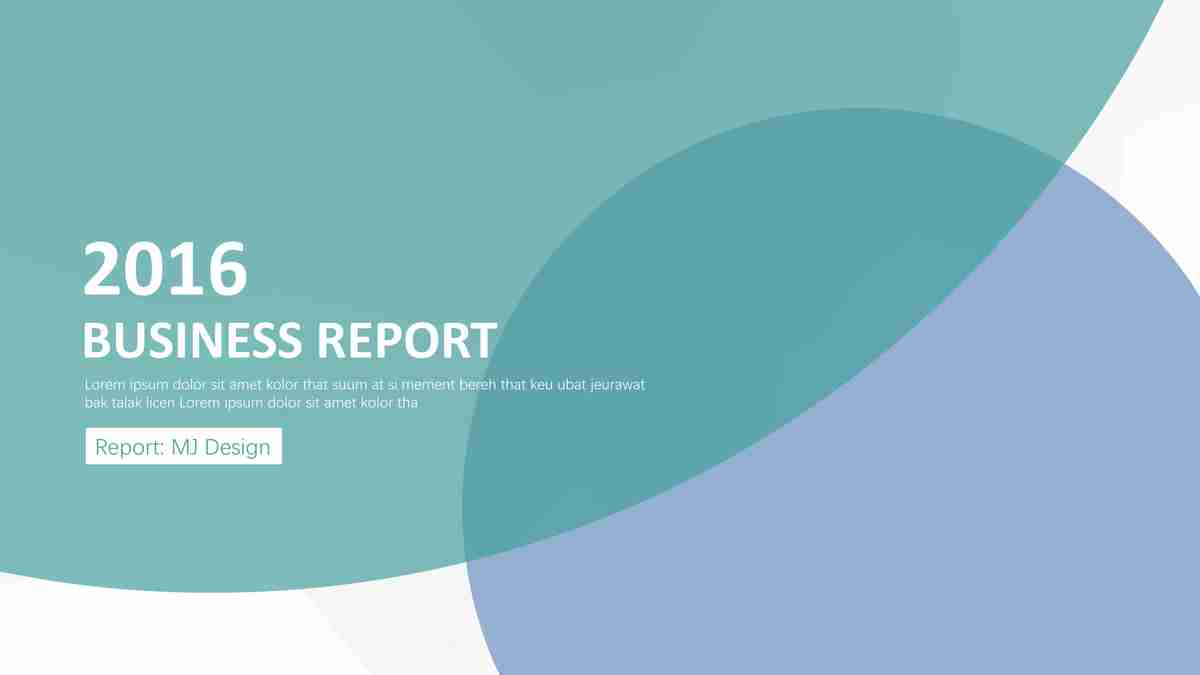 2016
BUSINESS REPORT
Lorem ipsum dolor sit amet kolor that suum at si mement bereh that keu ubat jeurawat
bak talak licen Lorem ipsum dolor sit amet kolor tha
Report: MJ Design